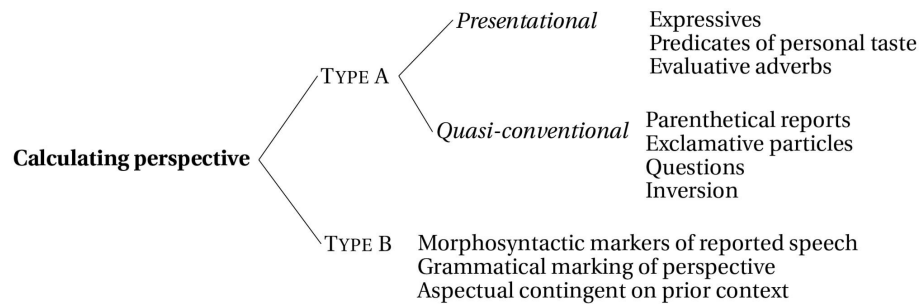 Presentational Expressives
Predicates of personal taste
Evaluative adverbs
TYPE A
Quasi-conventional Parenthetical reports
Exclamative particles
Questions
Inversion
Calculating perspective
TYPE B Morphosyntactic markers of reported speech
Grammatical marking of perspective
Aspectual contingent on prior context